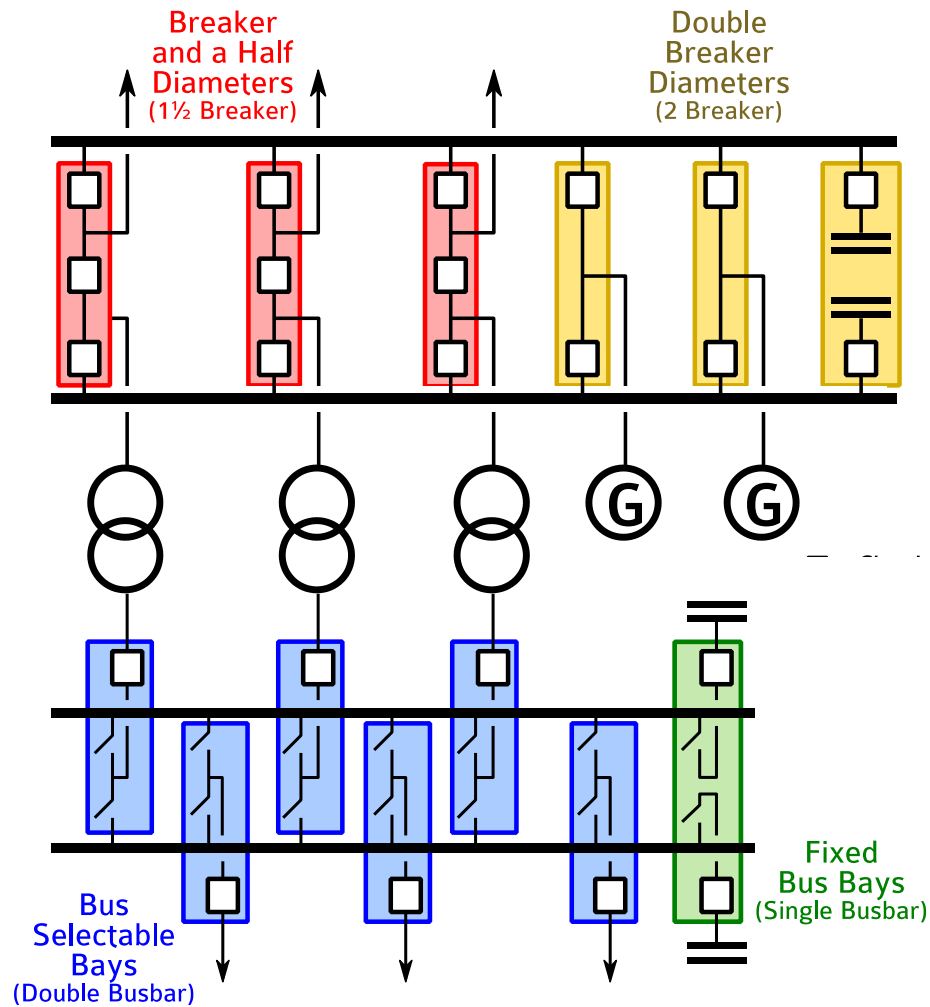 Breaker
and a Half
Diameters
(1½ Breaker)
Double
Breaker
Diameters
(2 Breaker)
G
G
Fixed
Bus Bays
(Single Busbar)
Bus
Selectable
Bays
(Double Busbar)